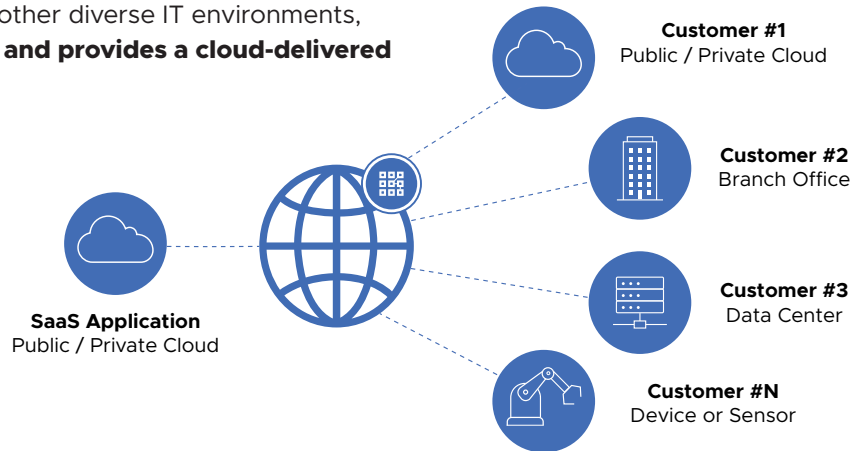 other diverse IT environments,
and provides a cloud-delivered
Customer #1
Public / Private Cloud
Customer #2
Branch Office
SaaS Application
Public / Private Cloud
Customer #3
Data Center
Customer #N
Device or Sensor